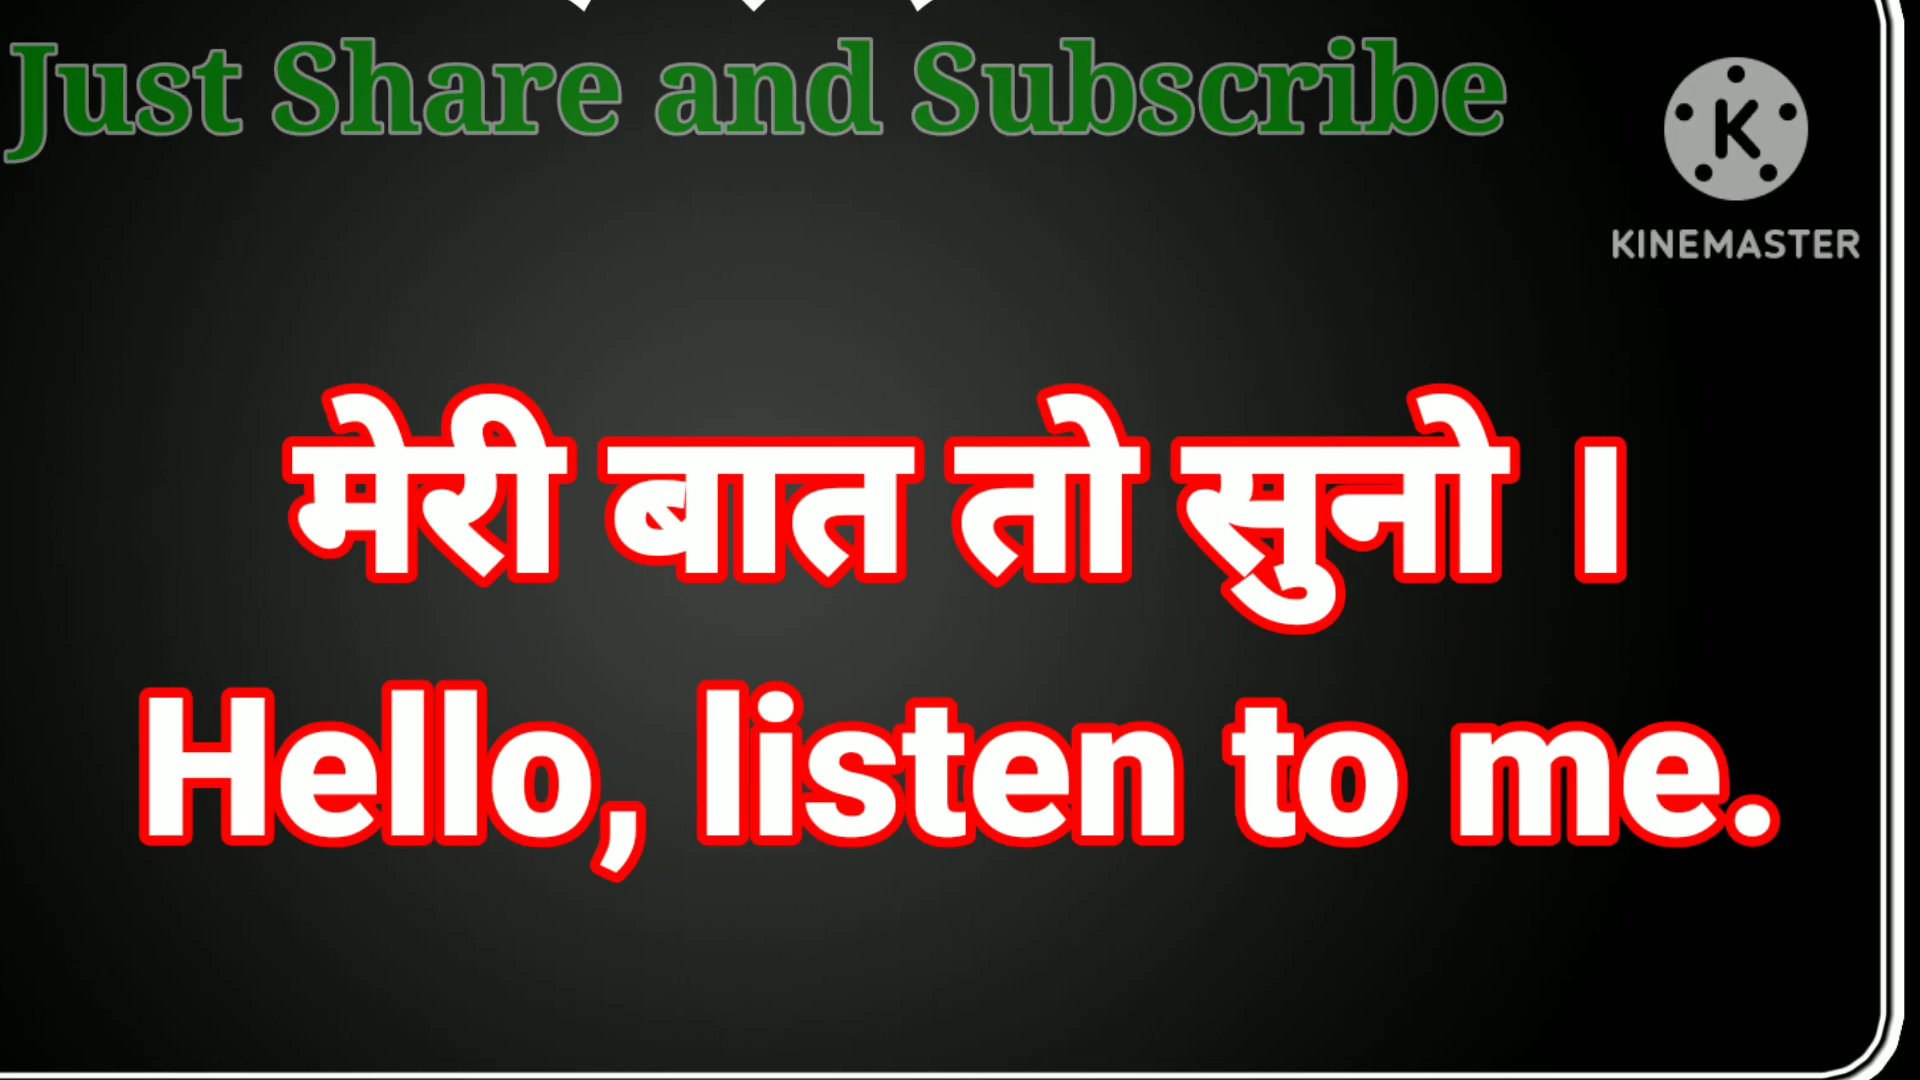 Just Share and Subscribe
K
KINEMASTER
मेरी बात तो सुनो ।
Hello, listen to me.